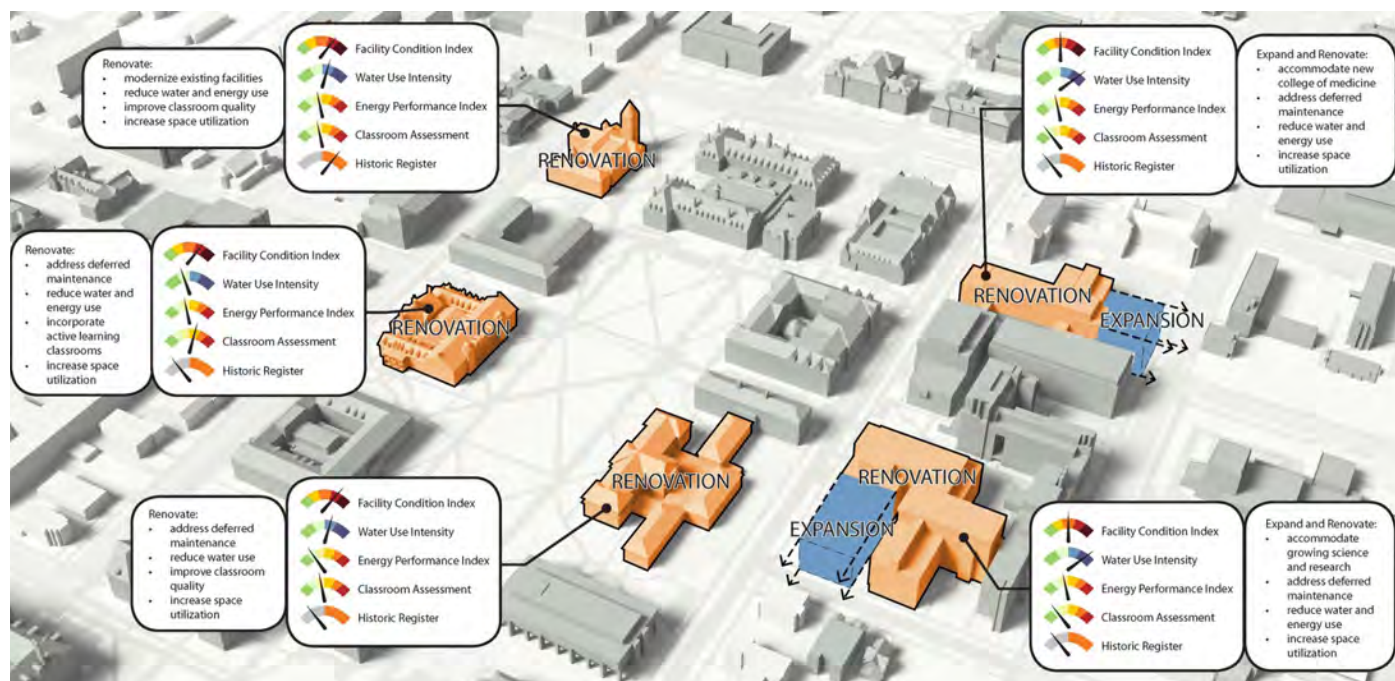 Renovate:
• modernize existing facilities
• reduce water and energy use
• improve classroom quality
• increase space utilization
Facility Condition Index
Water Use Intensity
Energy Performance Index
Classroom Assessment
Historic Register
RENOVATION
Facility Condition Index
Water Use Intensity
Energy Performance Index
Classroom Assessment
Historic Register
Expand and Renovate:
• accommodate new
college of medicine
• address deferred
maintenance
• reduce water and
energy use
• increase space
utilization
Renovate:
• address deferred
maintenance
• reduce water and
energy use
• incorporate
active learning
classrooms
• increase space
utilization
Facility Condition Index
Water Use Intensity
Energy Performance Index
Classroom Assessment
Historic Register
RENOVATION
RENOVATION
EXPANSION
Renovate:
• address deferred
maintenance
• reduce water use
• improve classroom
quality
• increase space
utilization
Facility Condition Index
Water Use Intensity
Energy Performance Index
Classroom Assessment
Historic Register
RENOVATION
RENOVATION
EXPANSION
Facility Condition Index
Water Use Intensity
Energy Performance Index
Classroom Assessment
Historic Register
Expand and Renovate:
• accommodate
growing science
and research
• address deferred
maintenance
• reduce water and
energy use
• increase space
utilization